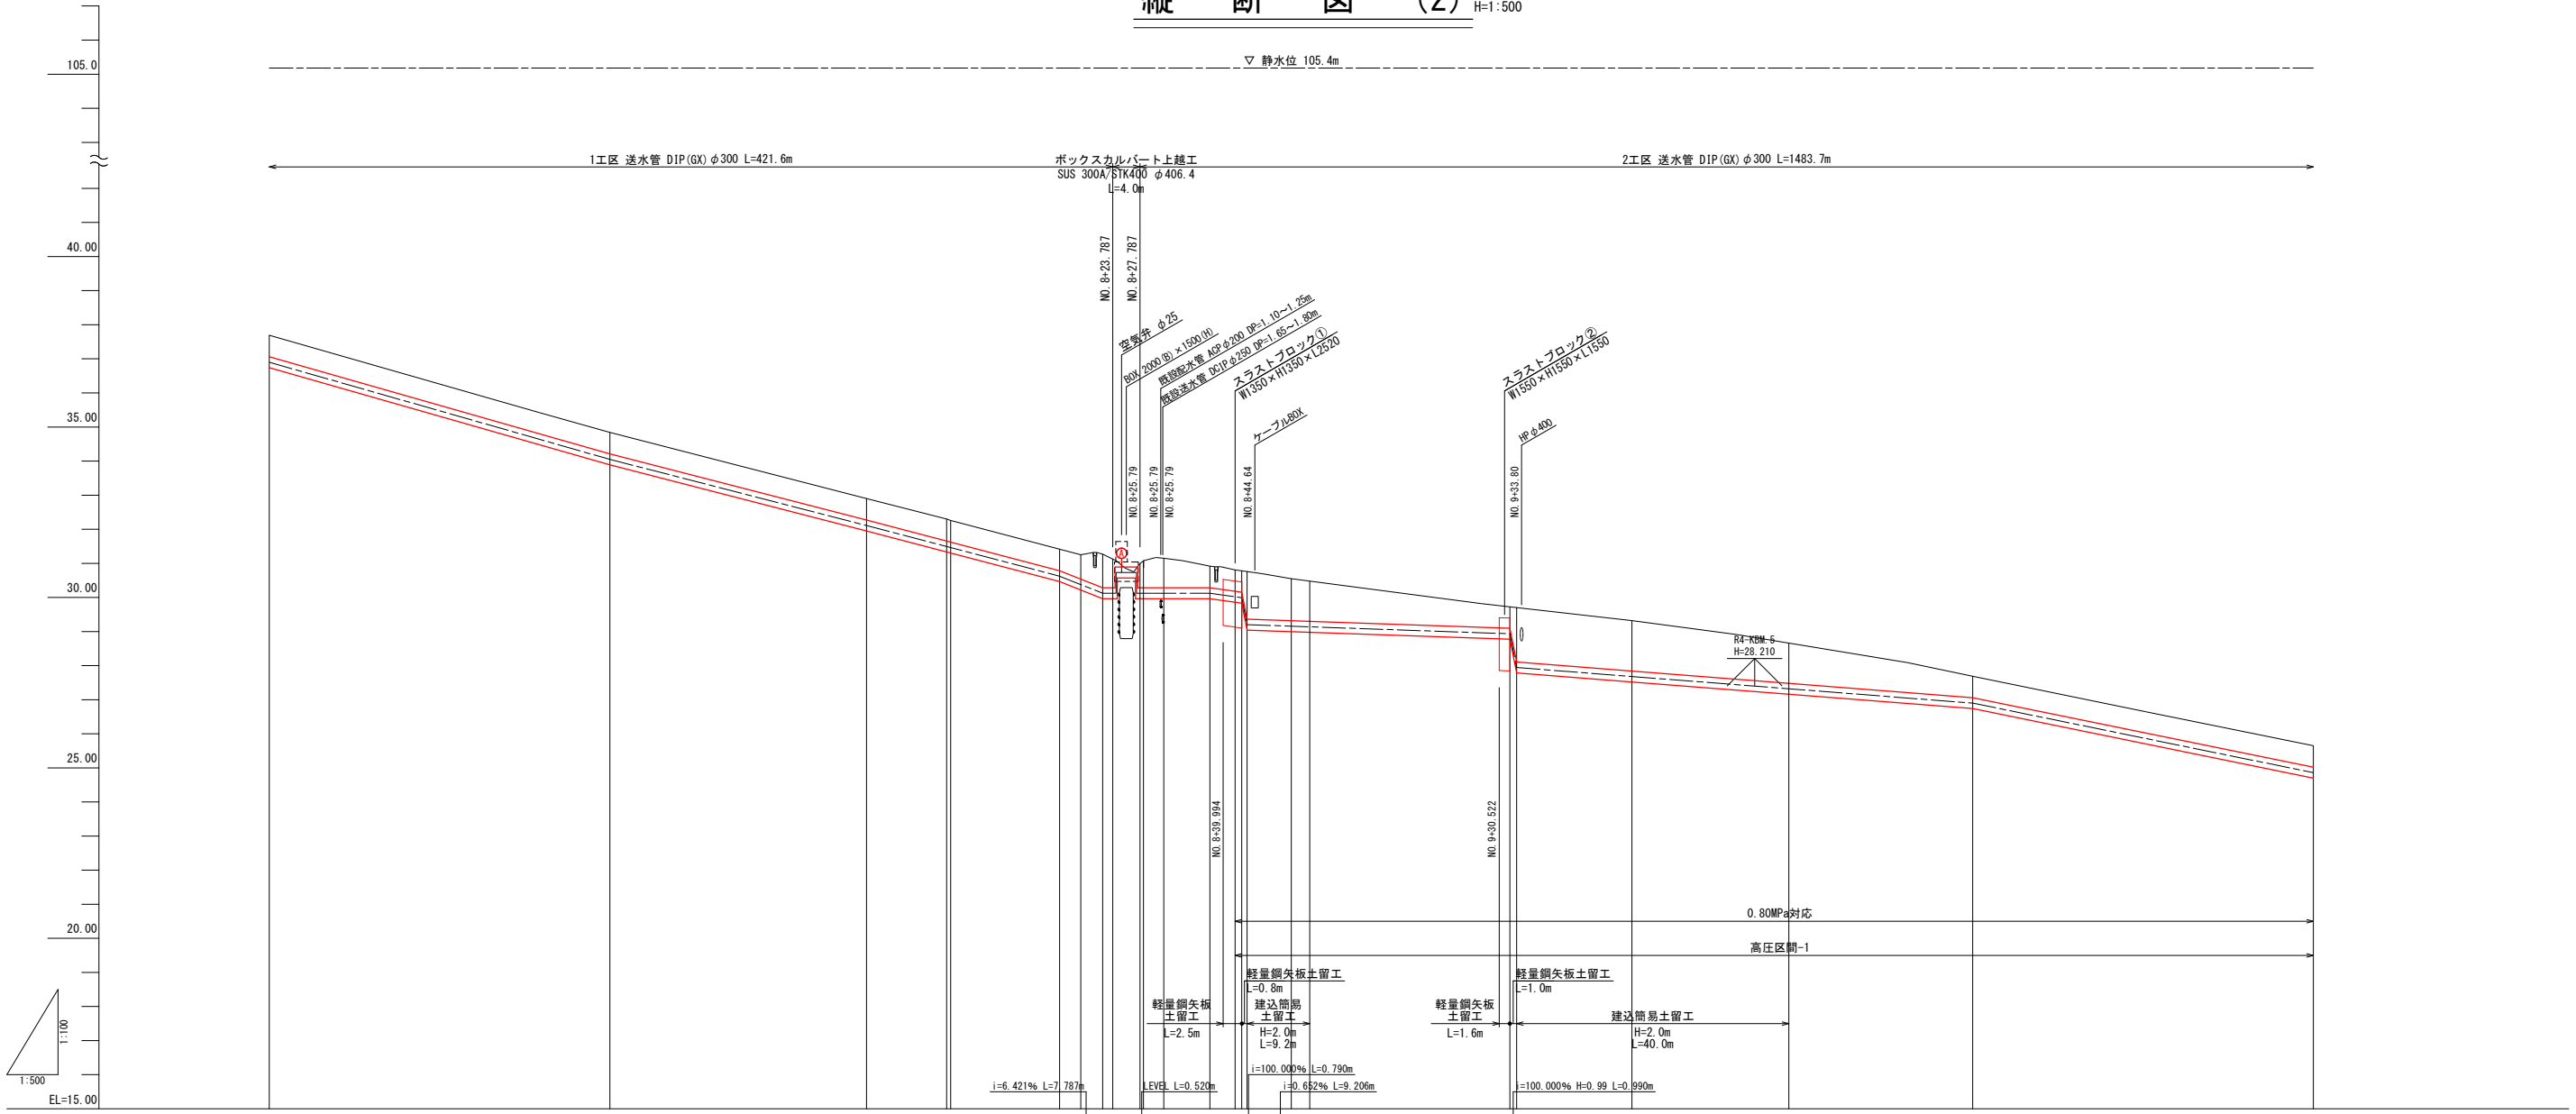 縦 断 図 (2) H=1:500
105.0
▽ 静水位 105.4m
1工区 送水管 DIP(GX)φ300 L=421.6m
ボックスカルバート上越工
SUS 300A/STK400 φ406.4
L=4.0m
2工区 送水管 DIP(GX)φ300 L=1483.7m
40.00
NO.8+23.787
NO.8+27.787
空気弁 φ25
BOX 2000(B)×1500(H)
既設配水管 ACPφ200 DP=1.10~1.25m
既設送水管 DCIPφ250 DP=1.65~1.80m
スラストブロック①
W1350×H1350×L2520
ケーブルBOX
スラストブロック②
W1550×H1550×L1550
HPφ400
35.00
NO.8+25.79
NO.8+25.79
NO.8+25.79
NO.8+44.64
NO.9+33.80
A
30.00
R4-KBM.5
H=28.210
25.00
NO.8+39.994
NO.9+30.522
20.00
0.80MPa対応
高圧区間-1
軽量鋼矢板土留工
L=0.8m
軽量鋼矢板土留工
L=1.0m
軽量鋼矢板
土留工
L=2.5m
建込簡易
土留工
H=2.0m
L=9.2m
軽量鋼矢板
土留工
L=1.6m
建込簡易土留工
H=2.0m
L=40.0m
1:100
1:500
i=100.000% L=0.790m
i=6.421% L=7.787m
LEVEL L=0.520m
i=0.652% L=9.206m
i=100.000% H=0.99 L=0.990m
EL=15.00